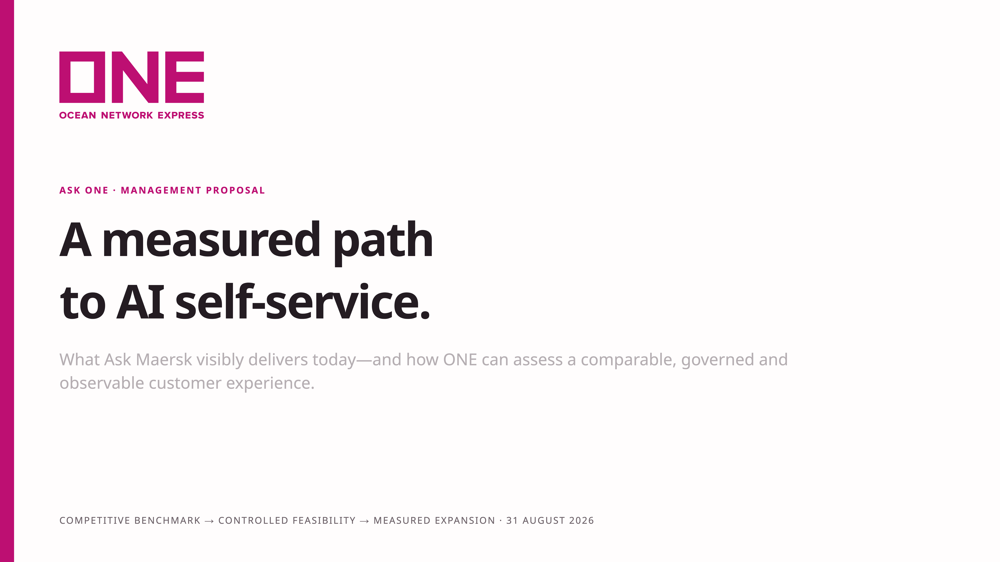 ONE
OCEAN NETWORK EXPRESS
ASK ONE · MANAGEMENT PROPOSAL
A measured path
to AI self-service.
What Ask Maersk visibly delivers today—and how ONE can assess a comparable, governed and
observable customer experience.
COMPETITIVE BENCHMARK → CONTROLLED FEASIBILITY → MEASURED EXPANSION · 31 AUGUST 2026